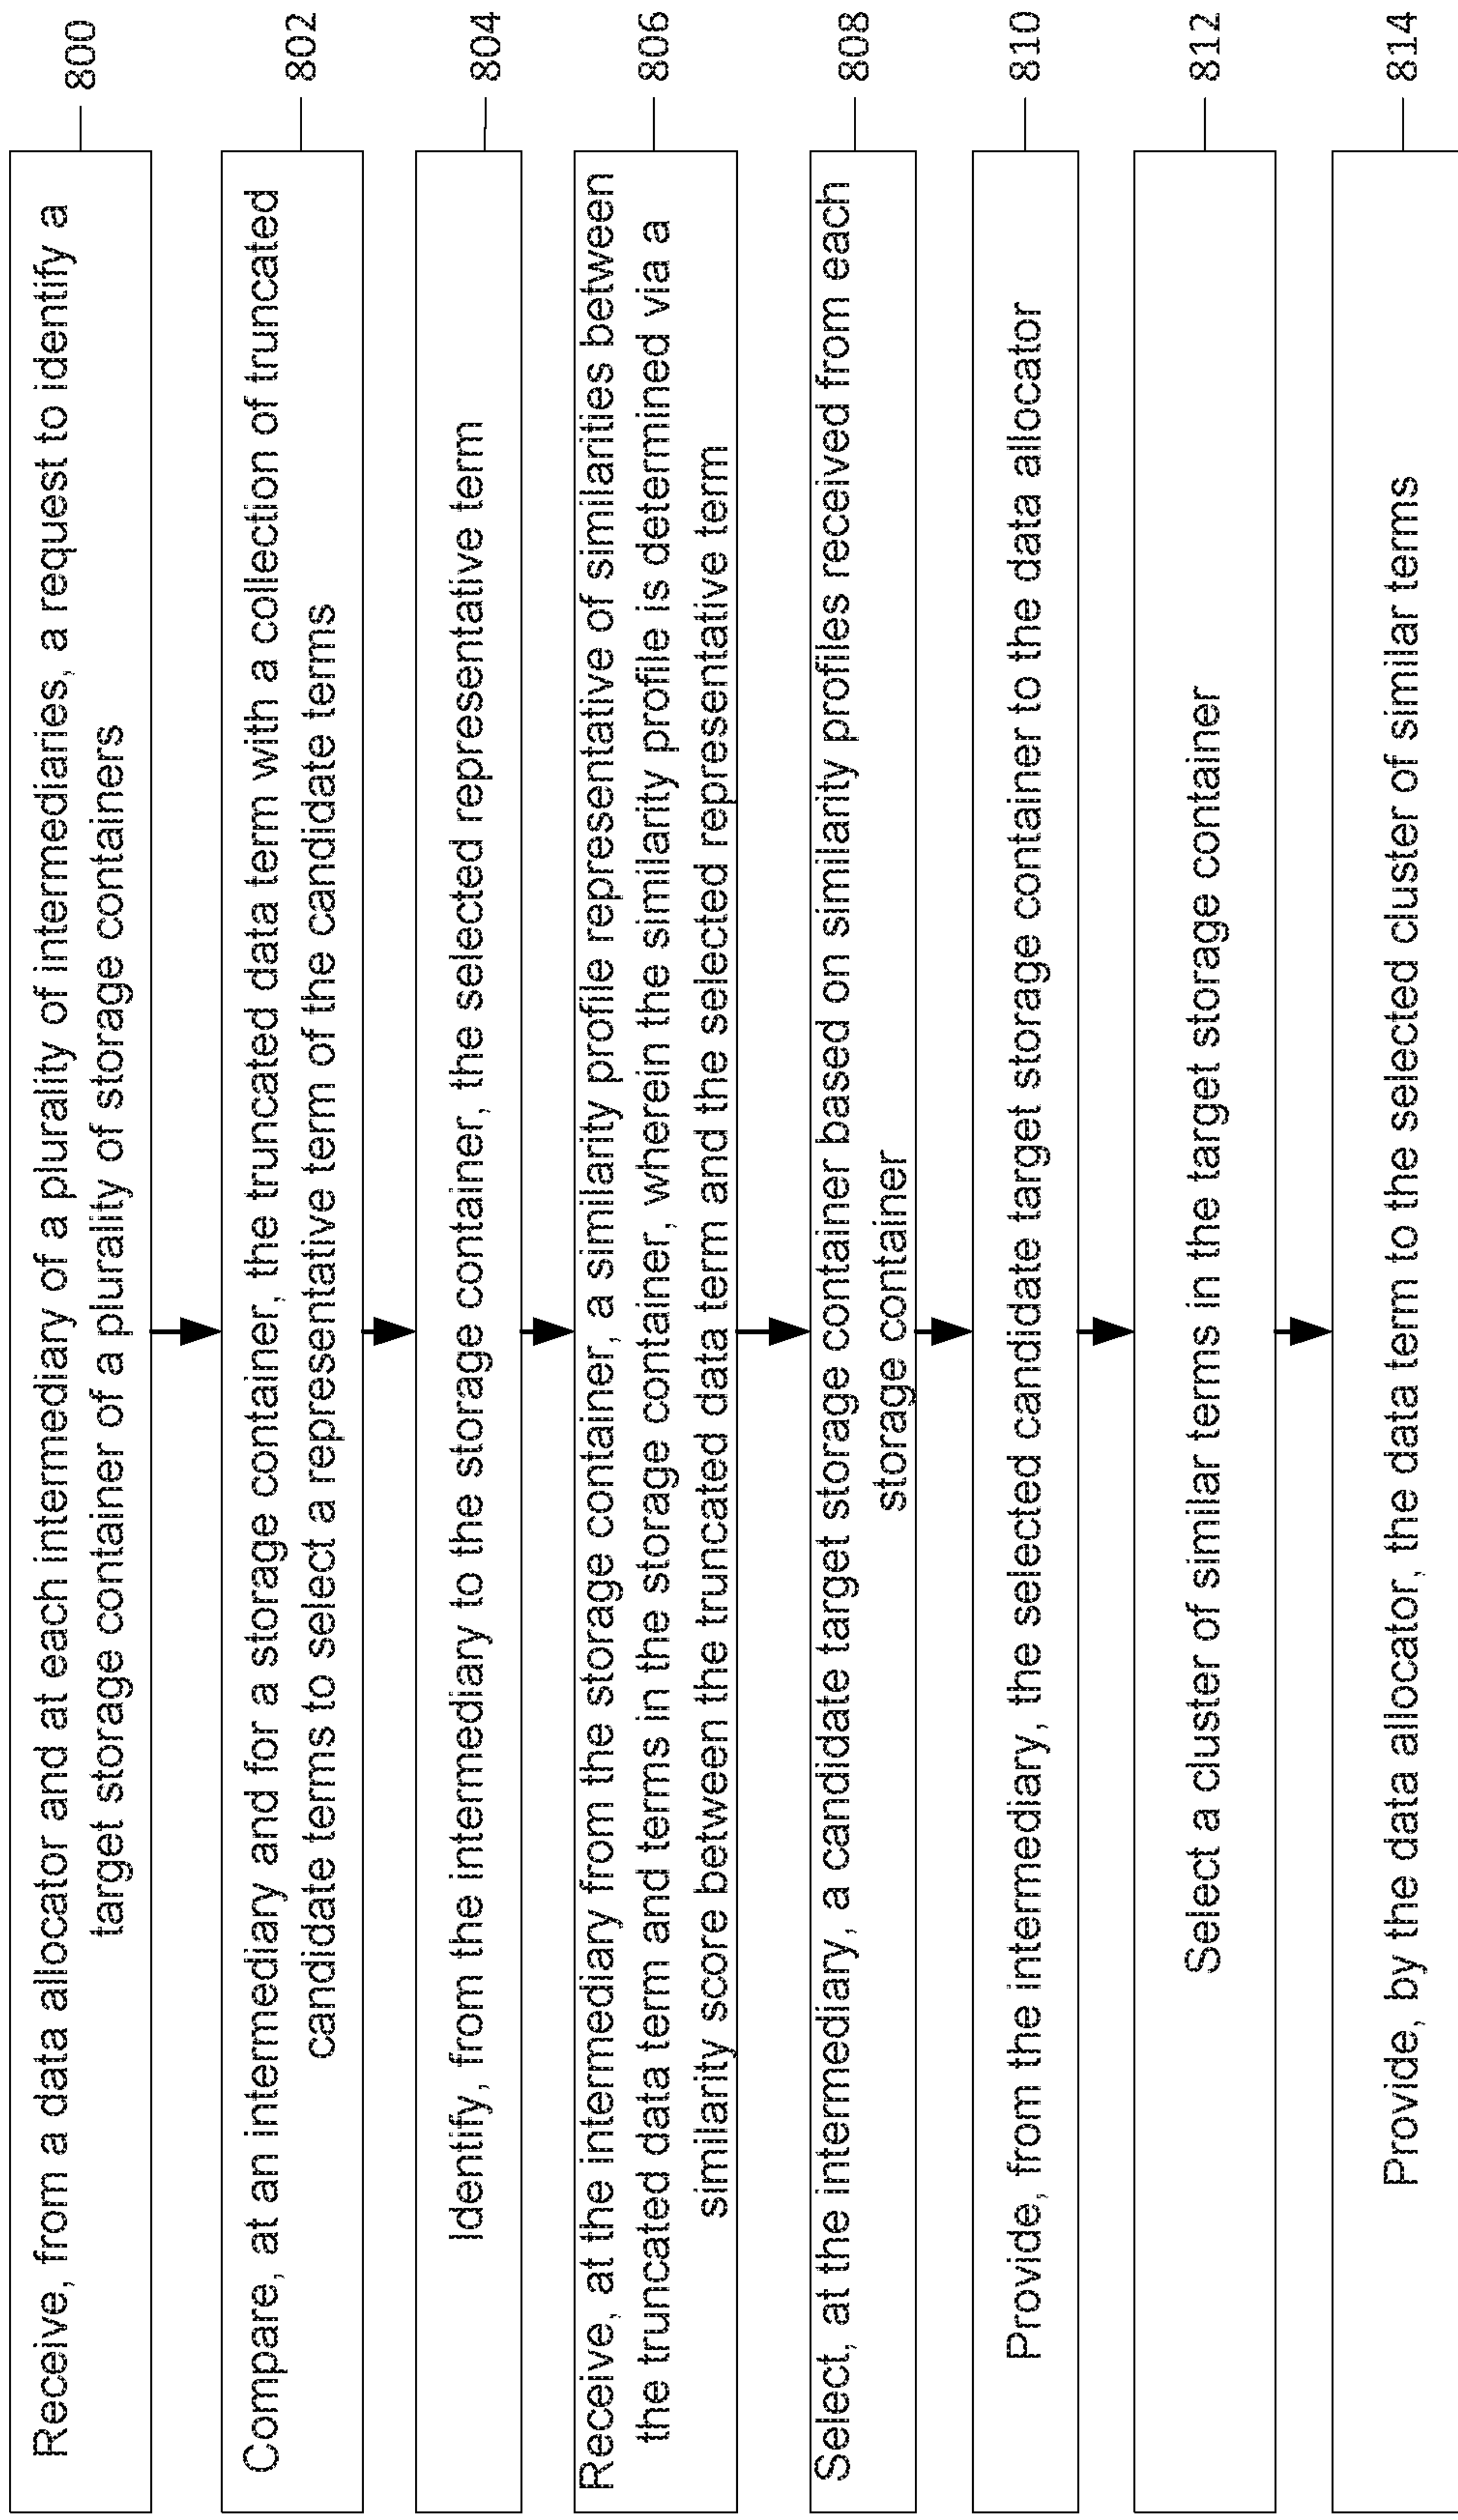 Receive, from a data allocator and at each intermediary of a plurality of intermediaries, a request to identify a
target storage container of a plurality of storage containers
800
Compare, at an intermediary and for a storage container, the truncated data term with a collection of truncated
candidate terms to select a representative term of the candidate terms
802
Identify, from the intermediary to the storage container, the selected representative term
804
Receive, at the intermediary from the storage container, a similarity profile representative of similarities between
the truncated data term and terms in the storage container, wherein the similarity profile is determined via a
similarity score between the truncated data term and the selected representative term
806
Select, at the intermediary, a candidate target storage container based on similarity profiles received from each
storage container
808
Provide, from the intermediary, the selected candidate target storage container to the data allocator
810
Select a cluster of similar terms in the target storage container
812
Provide, by the data allocator, the data term to the selected cluster of similar terms
814